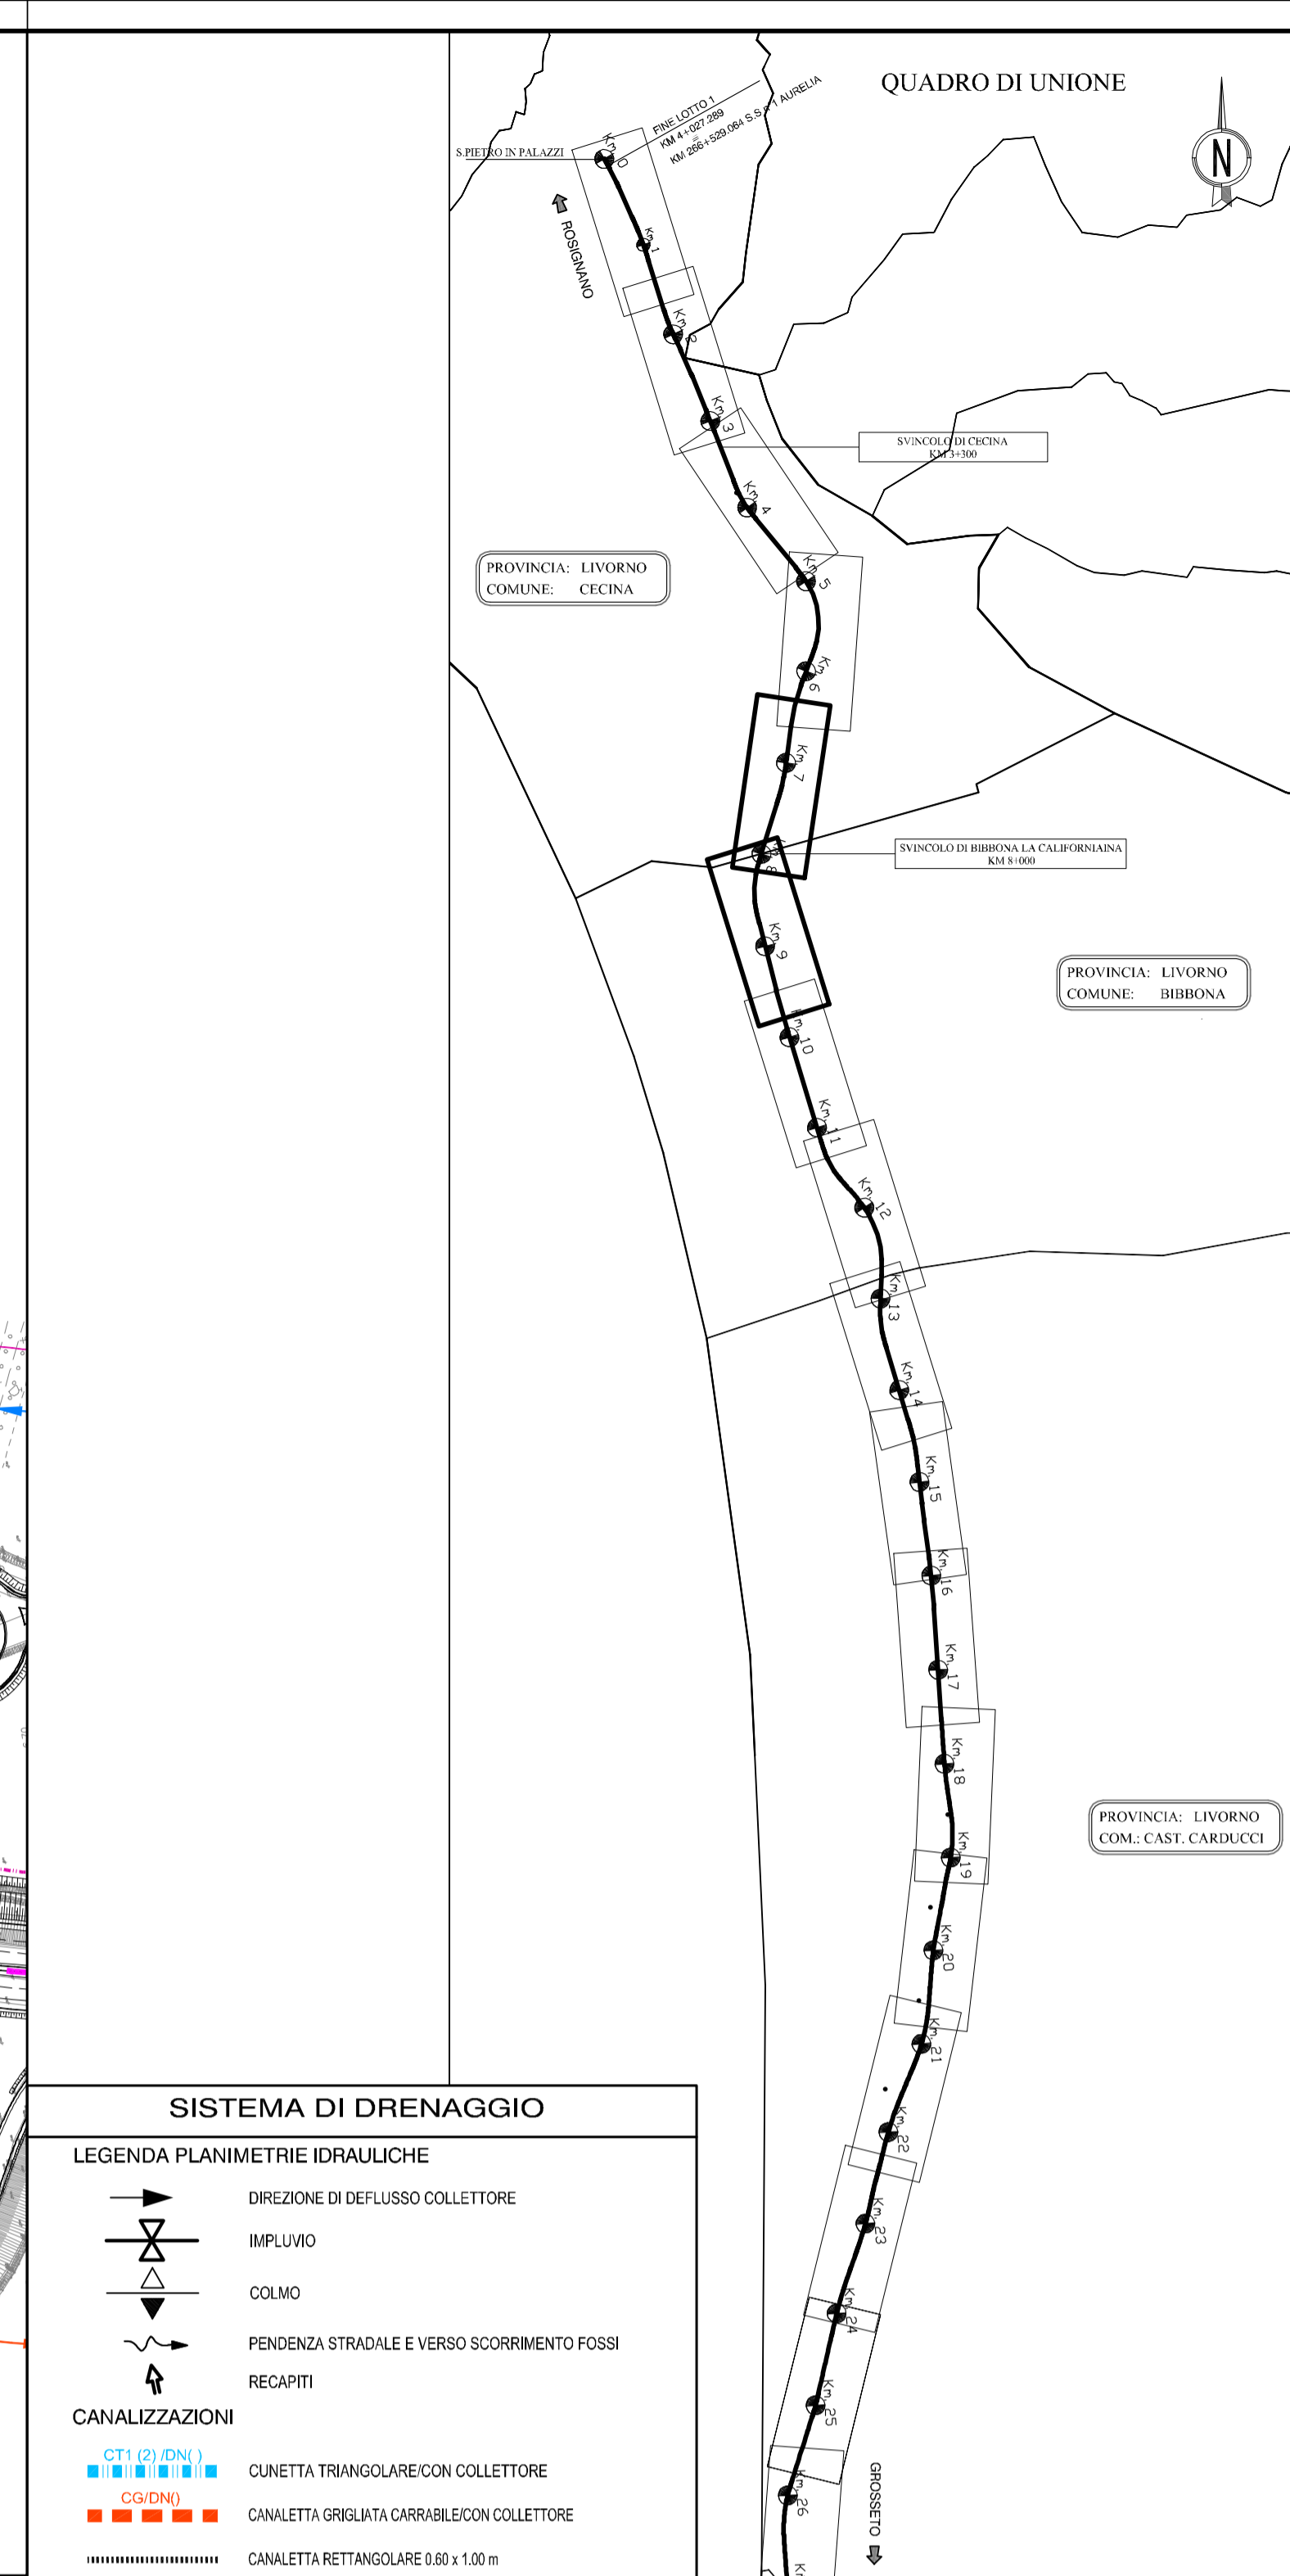 QUADRO DI UNIONE
N
FINE LOTTO 1
KM 4+027.289
=
KM 266+529.064 S.S. n°1 AURELIA
S.PIETRO IN PALAZZI
Km. 0
ROSIGNANO
Km. 1
Km. 2
Km. 3
SVINCOLO DI CECINA
KM 3+300
Km. 4
PROVINCIA: LIVORNO
COMUNE: CECINA
Km. 5
Km. 6
Km. 7
SVINCOLO DI BIBBONA LA CALIFORNIAINA
KM 8+000
Km. 8
Km. 9
PROVINCIA: LIVORNO
COMUNE: BIBBONA
Km. 10
Km. 11
Km. 12
Km. 13
Km. 14
Km. 15
Km. 16
Km. 17
Km. 18
PROVINCIA: LIVORNO
COM.: CAST. CARDUCCI
Km. 19
Km. 20
Km. 21
Km. 22
Km. 23
Km. 24
Km. 25
Km. 26
GROSSETO
SISTEMA DI DRENAGGIO
LEGENDA PLANIMETRIE IDRAULICHE
DIREZIONE DI DEFLUSSO COLLETTORE
IMPLUVIO
COLMO
PENDENZA STRADALE E VERSO SCORRIMENTO FOSSI
RECAPITI
CANALIZZAZIONI
CT1 (2) /DN( )
CUNETTA TRIANGOLARE/CON COLLETTORE
CG/DN()
CANALETTA GRIGLIATA CARRABILE/CON COLLETTORE
CANALETTA RETTANGOLARE 0.60 x 1.00 m